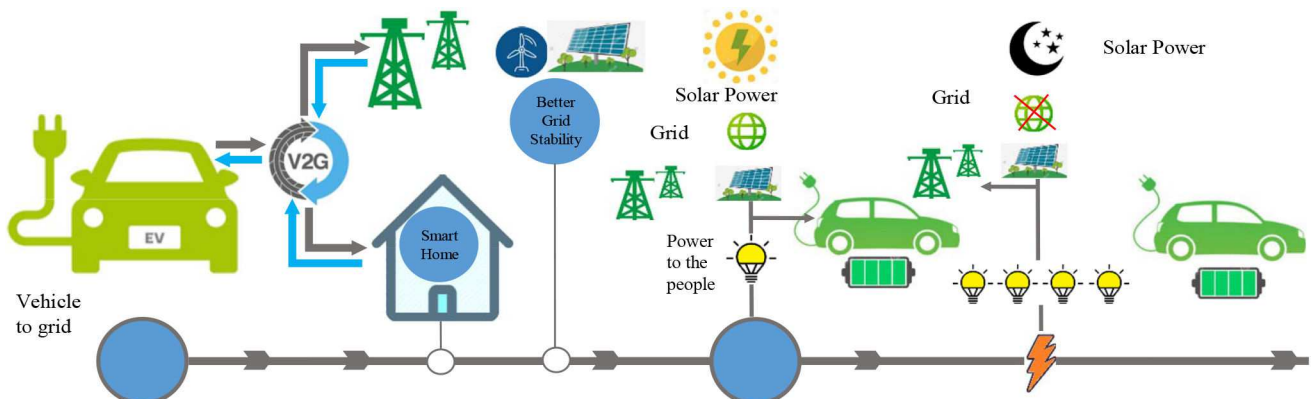 EV
Vehicle
to grid
V2G
Smart
Home
Better
Grid
Stability
Solar Power
Grid
Power
to the
people
Solar Power
Grid